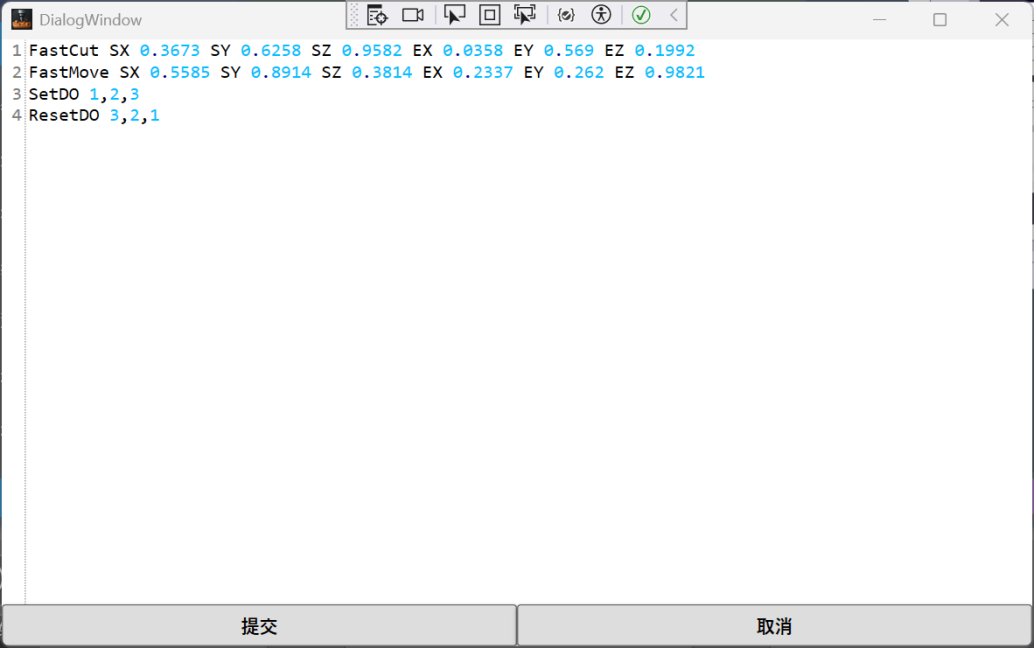 DialogWindow
1 FastCut SX 0.3673 SY 0.6258 SZ 0.9582 EX 0.0358 EY 0.569 EZ 0.1992
2 FastMove SX 0.5585 SY 0.8914 SZ 0.3814 EX 0.2337 EY 0.262 EZ 0.9821
3 SetDO 1,2,3
4 ResetDO 3,2,1
提交
取消